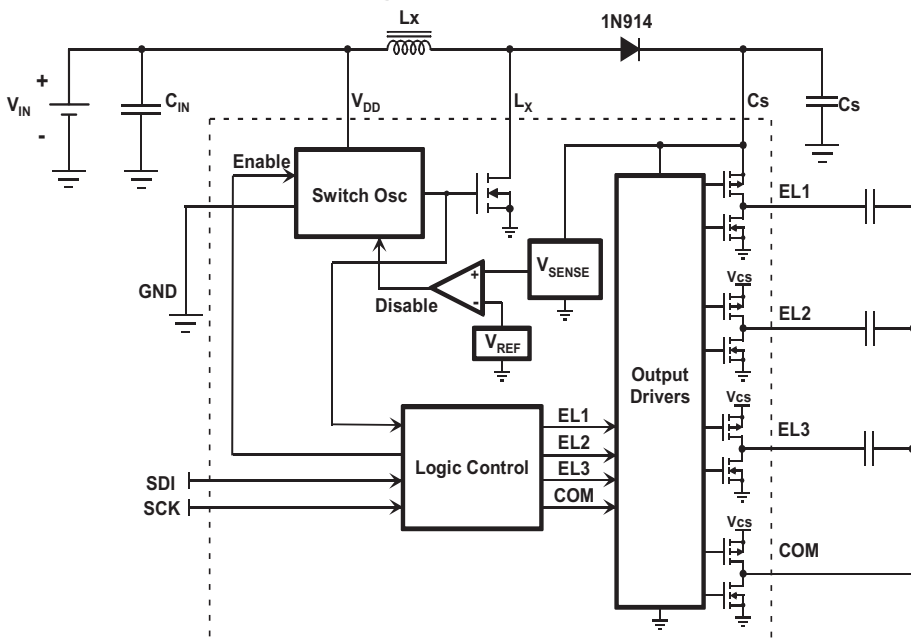 Lx
1N914
+
V_IN
-
C_IN
V_DD
L_X
Cs
Cs
Enable
Switch Osc
EL1
GND
Disable
+
-
V_SENSE
V_REF
Vcs
EL2
Output
Drivers
Vcs
EL3
EL1
EL2
EL3
COM
Logic Control
SDI
SCK
Vcs
COM